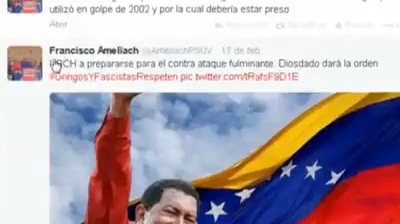 utilizó en golpe de 2002 y por la cual debería estar preso
Abrir
Francisco Ameliach @AmeliachPSUV 17 de feb
UBCH a prepararse para el contra ataque fulminante. Diosdado dará la orden
#GringosYFascistasRespeten pic.twitter.com/tRafsF9D1E